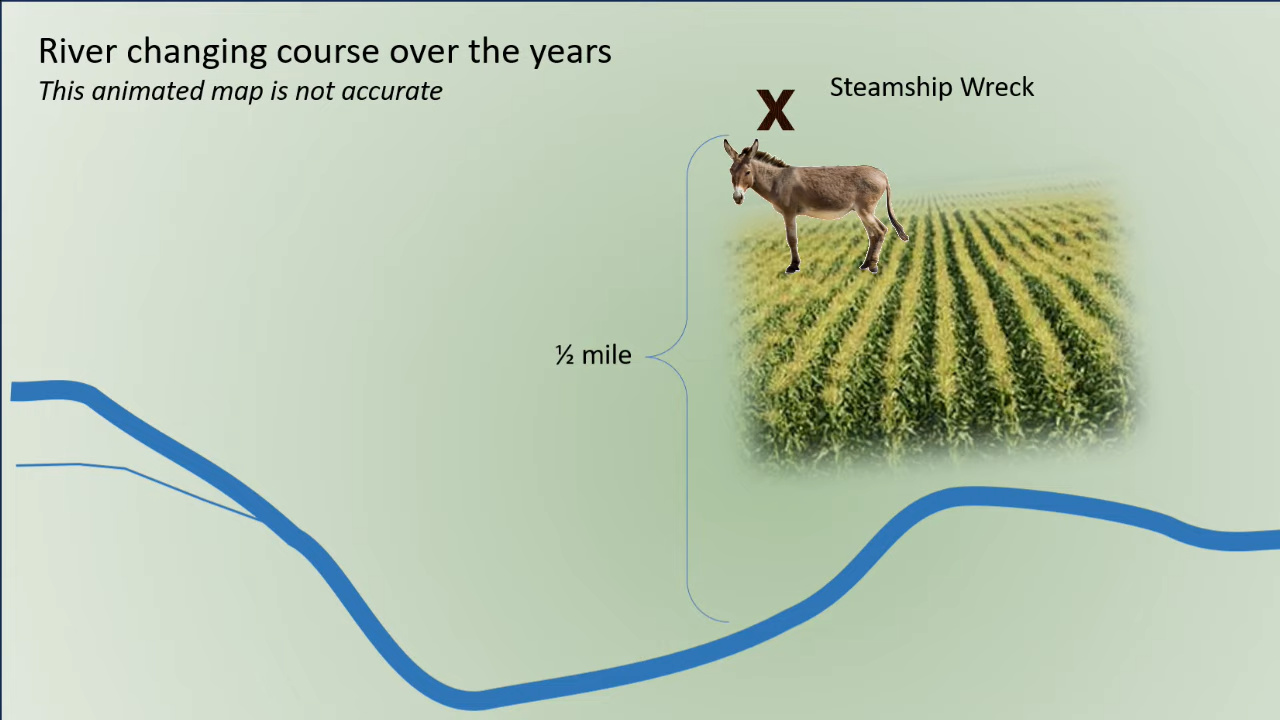 River changing course over the years
This animated map is not accurate
Steamship Wreck
X
½ mile